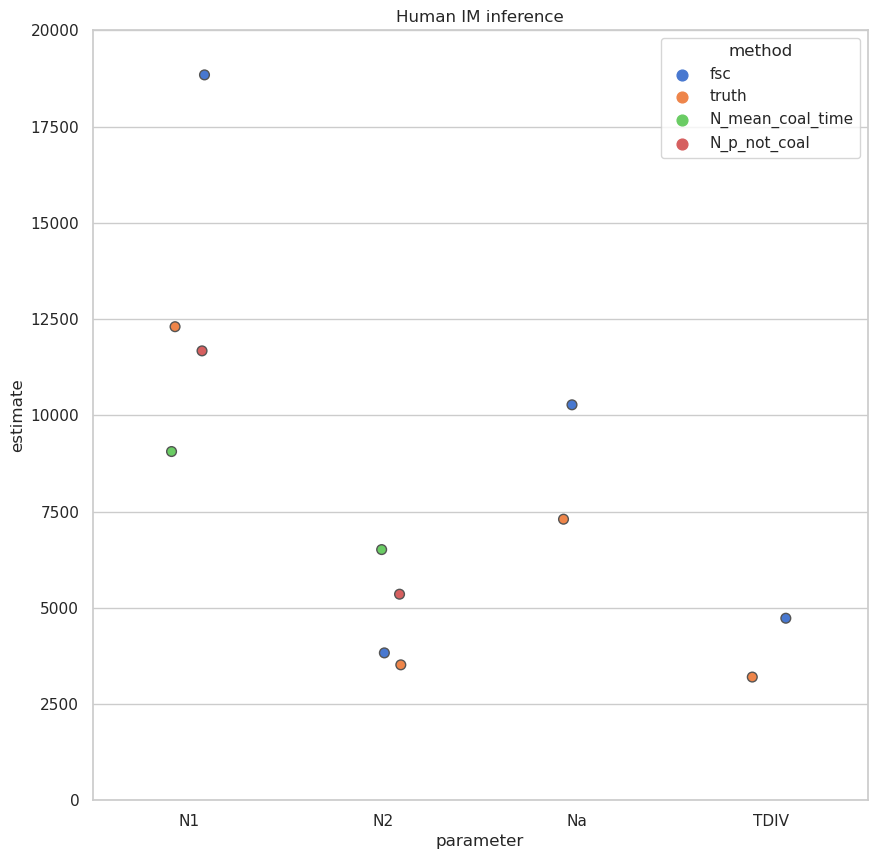 Human IM inference
20000
17500
15000
12500
10000
7500
5000
2500
0
estimate
method
fsc
truth
N_mean_coal_time
N_p_not_coal
N1
N2
Na
TDIV
parameter